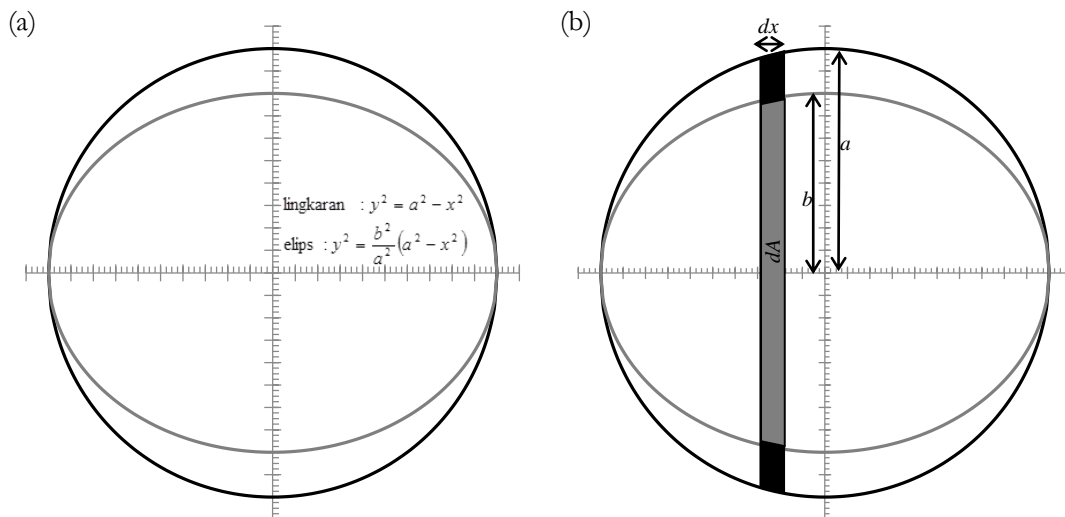 (a)
lingkaran : y² = a² − x²
elips : y² = b²/a² (a² − x²)
(b)
dx
a
b
dA